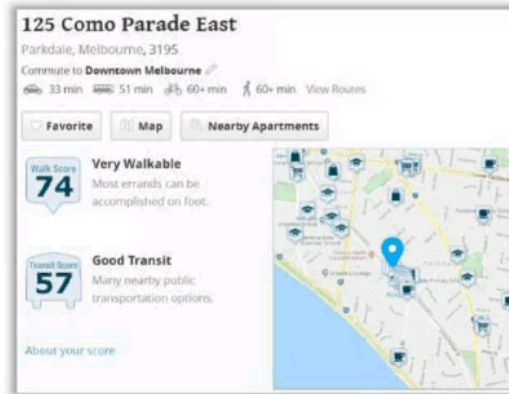 125 Como Parade East
Parkdale, Melbourne, 3195
Commute to Downtown Melbourne
33 min 51 min 60+ min 60+ min View Routes
Favorite Map Nearby Apartments
Walk Score
74
Very Walkable
Most errands can be
accomplished on foot.
Transit Score
57
Good Transit
Many nearby public
transportation options.
About your score